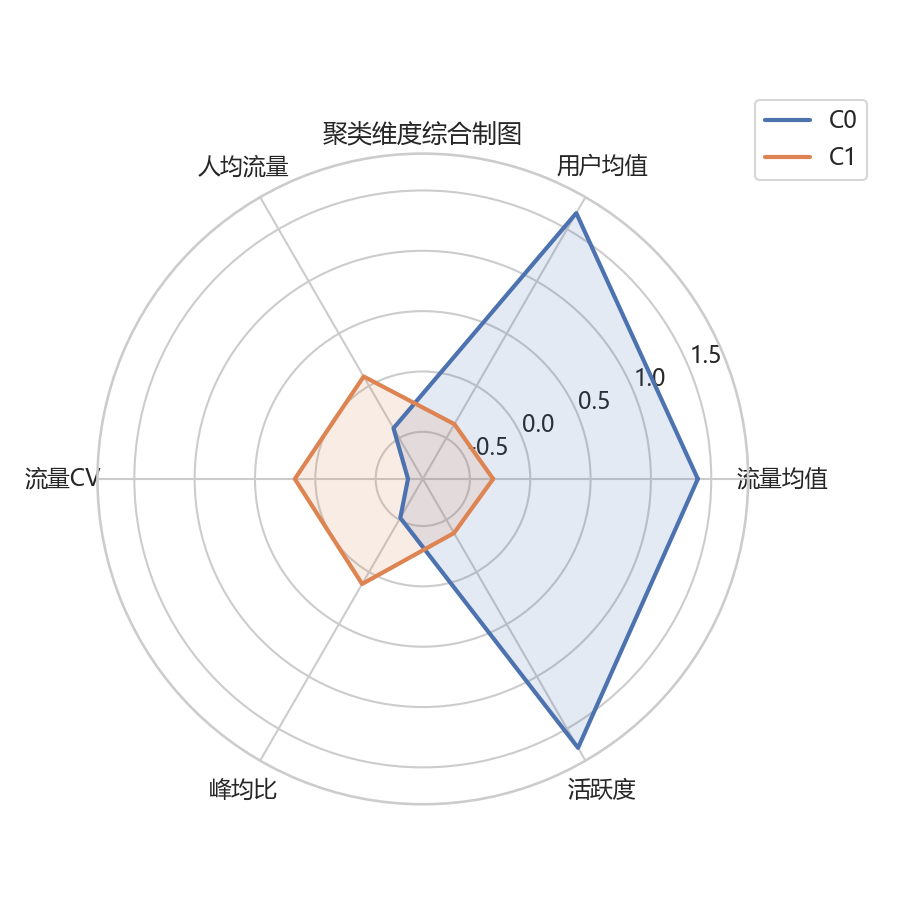 C0
C1
聚类维度综合制图
人均流量
用户均值
1.5
1.0
0.5
0.0
-0.5
流量CV
流量均值
峰均比
活跃度